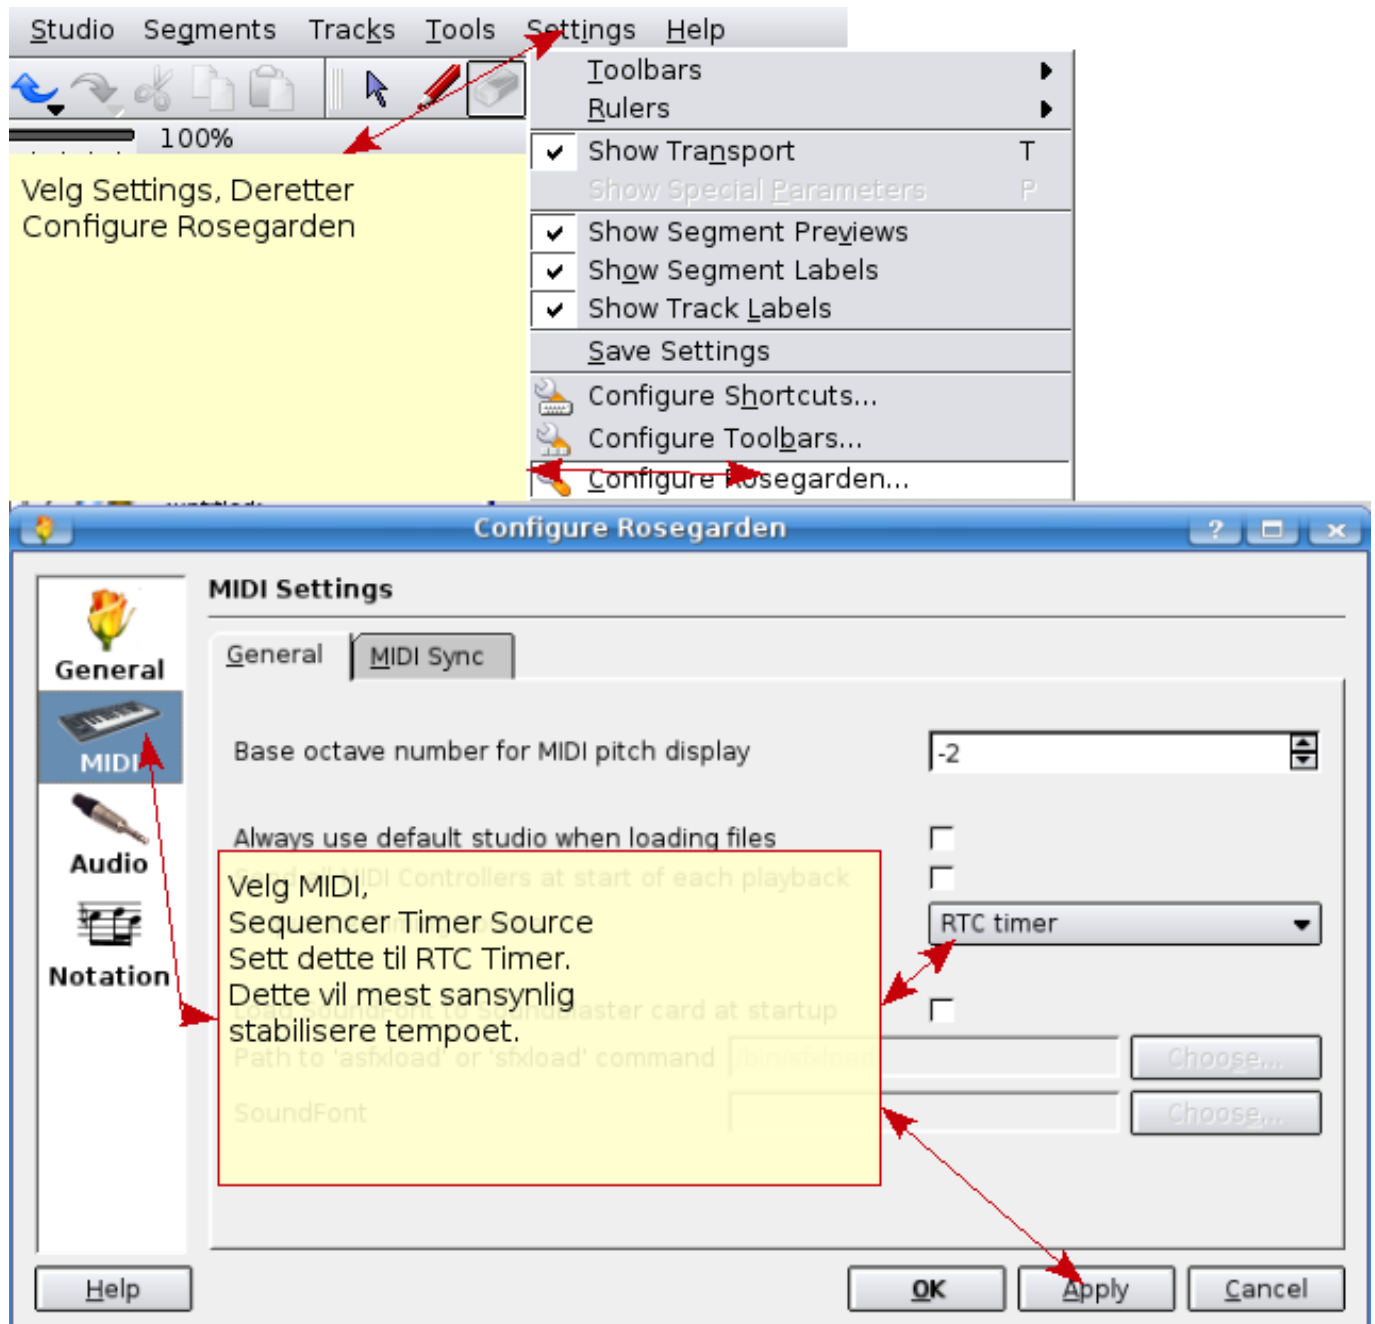 Studio Segments Tracks Tools Settings Help
Toolbars
Rulers
100%
Show Transport T
Show Special Parameters P
Velg Settings, Deretter
Configure Rosegarden
Show Segment Previews
Show Segment Labels
Show Track Labels
Save Settings
Configure Shortcuts...
Configure Toolbars...
Configure Rosegarden...
Configure Rosegarden
MIDI Settings
General
General MIDI Sync
MIDI
Base octave number for MIDI pitch display -2
Always use default studio when loading files
Audio
Send all MIDI Controllers at start of each playback
Velg MIDI,
Sequencer Timer Source
Sett dette til RTC Timer.
Dette vil mest sansynlig
stabilisere tempoet.
RTC timer
Notation
Load SoundFont to SoundBlaster card at startup
Path to 'asfxload' or 'sfxload' command /bin/sfxload Choose...
SoundFont Choose...
Help OK Apply Cancel